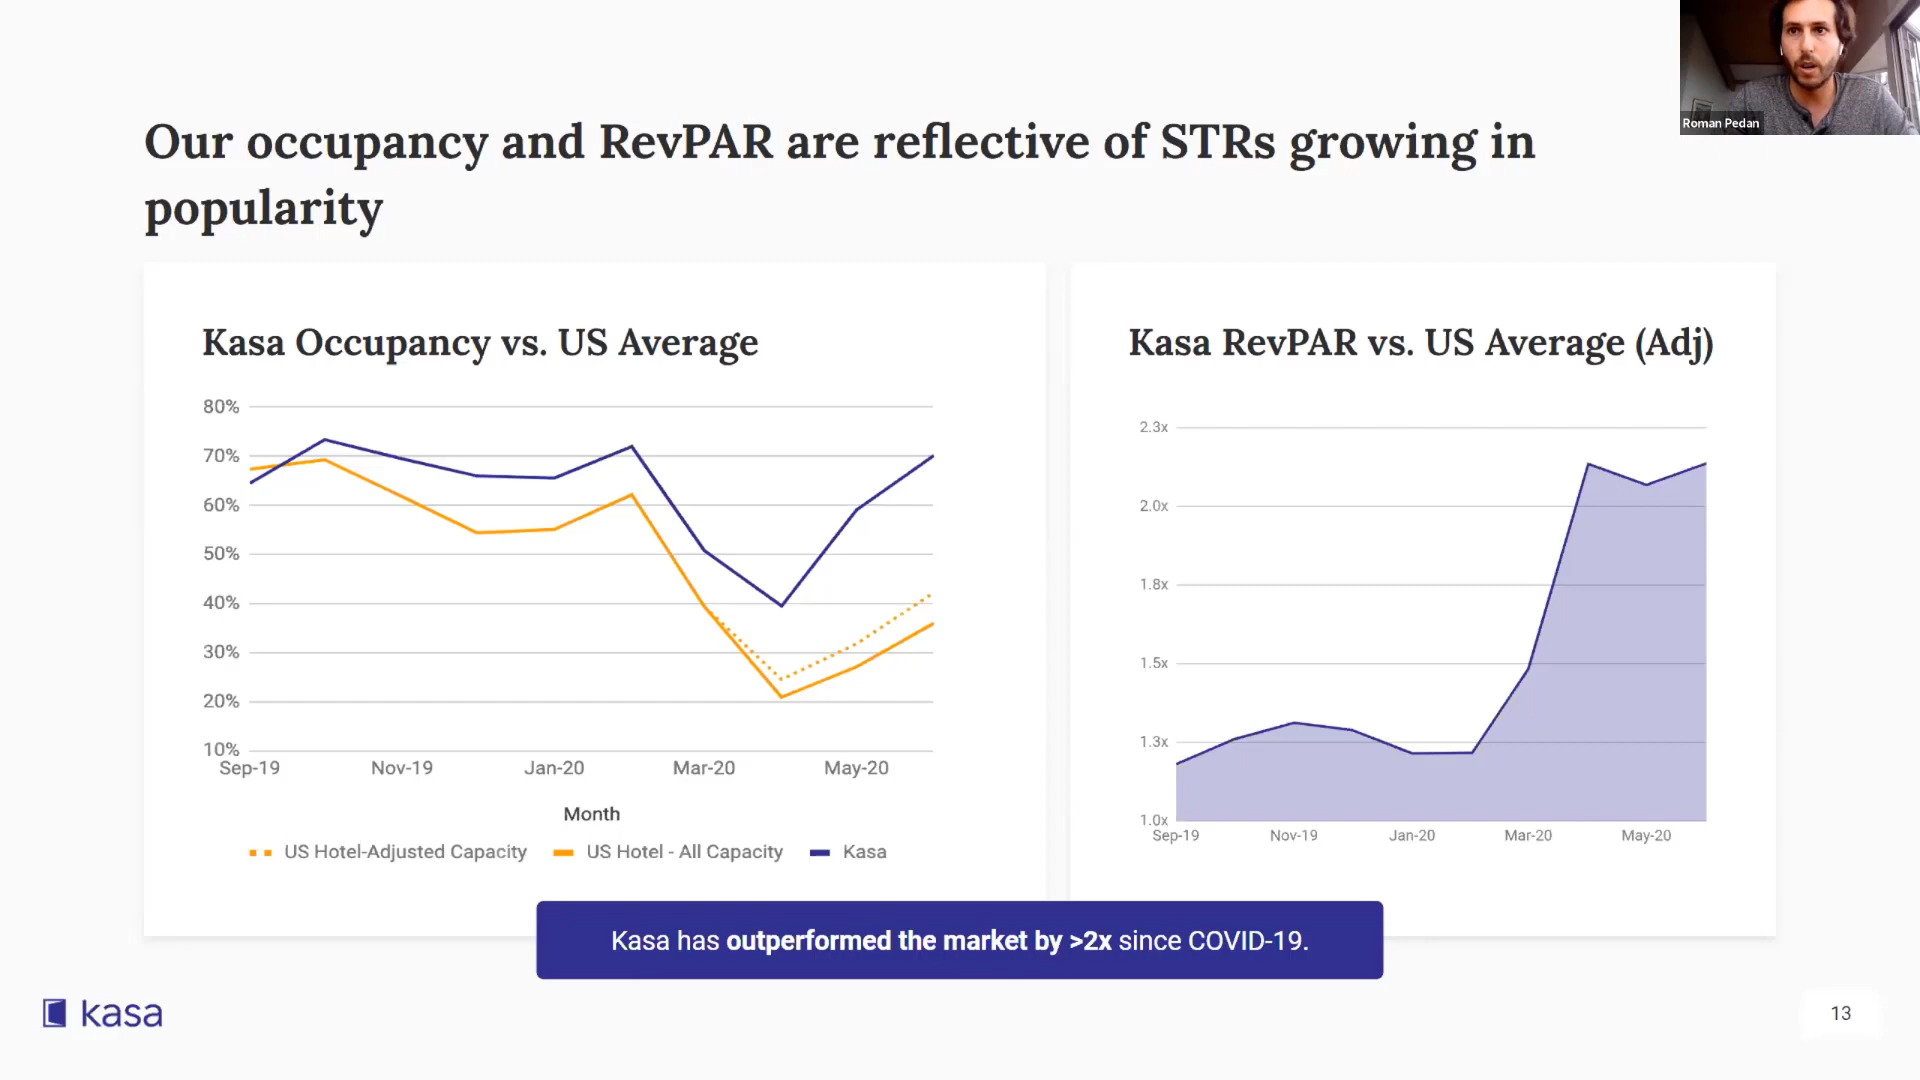 Roman Pedan
Our occupancy and RevPAR are reflective of STRs growing in
popularity
Kasa Occupancy vs. US Average
80%
70%
60%
50%
40%
30%
20%
10%
Sep-19 Nov-19 Jan-20 Mar-20 May-20
Month
US Hotel-Adjusted Capacity US Hotel - All Capacity Kasa
Kasa RevPAR vs. US Average (Adj)
2.3x
2.0x
1.8x
1.5x
1.3x
1.0x
Sep-19 Nov-19 Jan-20 Mar-20 May-20
Kasa has outperformed the market by >2x since COVID-19.
kasa
13